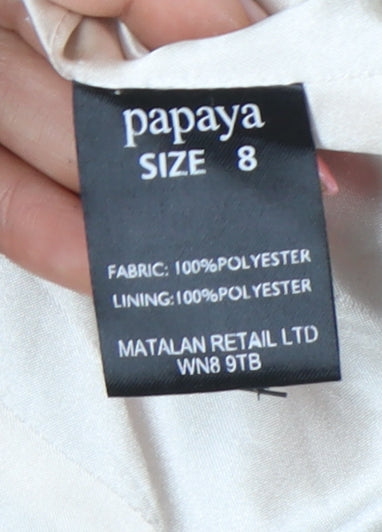 papaya
SIZE 8
FABRIC: 100%POLYESTER
LINING:100%POLYESTER
MATALAN RETAIL LTD
WN8 9TB